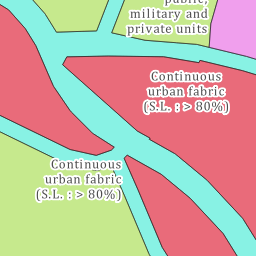 public,
military and
private units
Continuous
urban fabric
(S.L. : > 80%)
Continuous
urban fabric
(S.L. : > 80%)